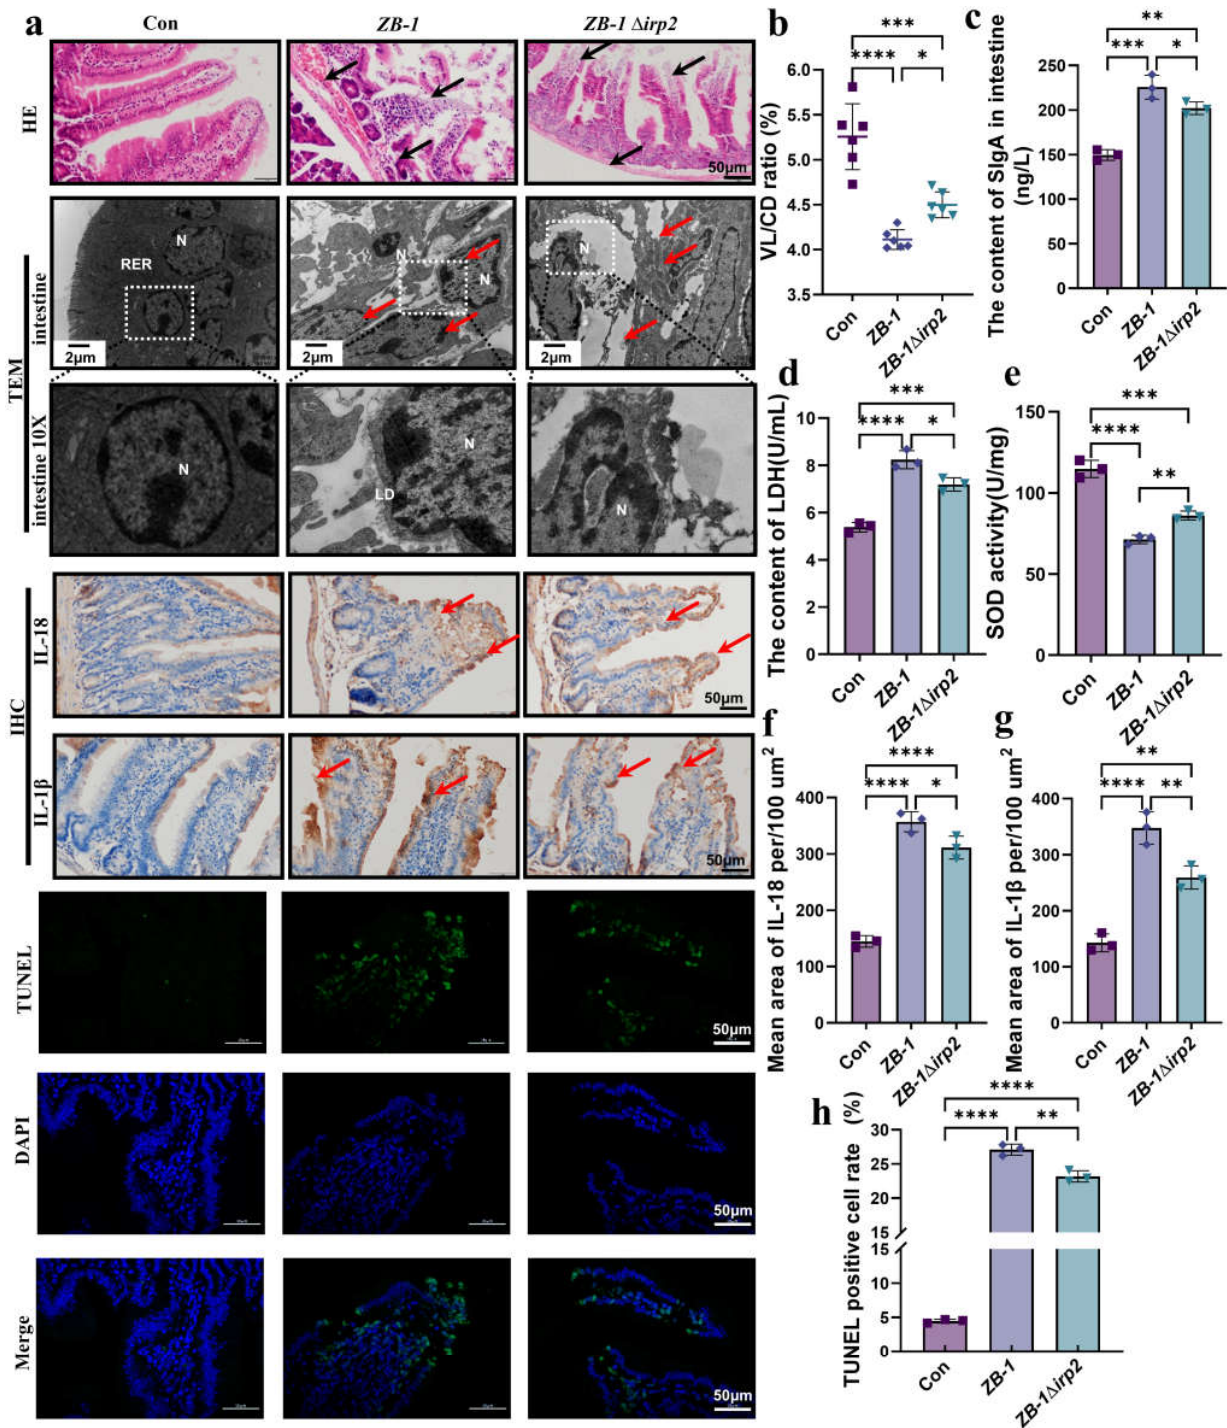 a
Con
ZB-1
ZB-1 Δirp2
HE
50μm
TEM
intestine
N
RER
2μm
N
N
2μm
N
2μm
intestine 10X
N
N
LD
N
IHC
IL-18
50μm
IL-1β
50μm
TUNEL
50μm
DAPI
50μm
Merge
50μm
b
VL/CD ratio (%)
***
**** *
6.0
5.5
5.0
4.5
4.0
3.5
Con
ZB-1
ZB-1Δirp2
c
The content of SIgA in intestine
(ng/L)
**
*** *
250
200
150
100
50
0
Con
ZB-1
ZB-1Δirp2
d
The content of LDH(U/mL)
***
**** *
10
8
6
4
2
0
Con
ZB-1
ZB-1Δirp2
e
SOD activity(U/mg)
***
****
**
150
100
50
0
Con
ZB-1
ZB-1Δirp2
f
Mean area of IL-18 per/100 um2
****
**** *
400
300
200
100
0
Con
ZB-1
ZB-1Δirp2
g
Mean area of IL-1β per/100 um2
**
**** **
400
300
200
100
0
Con
ZB-1
ZB-1Δirp2
h
TUNEL positive cell rate (%)
****
**** **
30
25
20
15
15
10
5
0
Con
ZB-1
ZB-1Δirp2